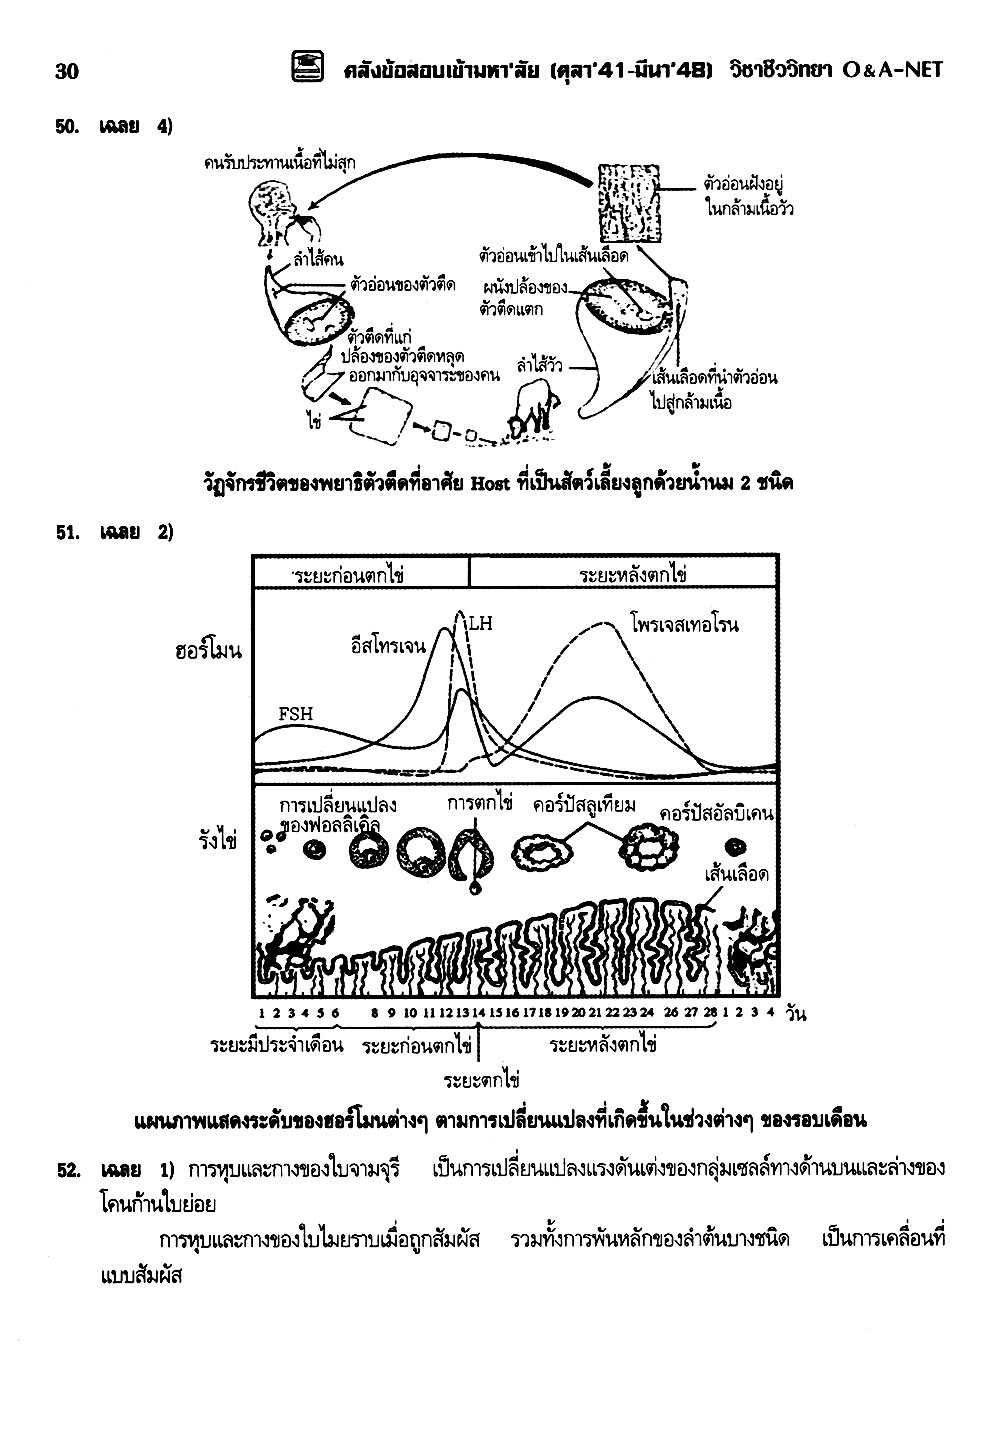 30 คลังข้อสอบเข้ามหา'ลัย (ตุลา'41-มีนา'48) วิชาชีววิทยา O & A-NET
50. เฉลย 4)
คนรับประทานเนื้อที่ไม่สุก
ตัวอ่อนฝังอยู่
ในกล้ามเนื้อวัว
ลำไส้คน
ตัวอ่อนเข้าไปในเส้นเลือด
ตัวอ่อนของตัวตืด
ผนังปล้องของ
ตัวตืดแตก
ตัวตืดที่แก่
ปล้องของตัวตืดหลุด
ออกมากับอุจจาระของคน
ลำไส้วัว
เส้นเลือดที่นำตัวอ่อน
ไปสู่กล้ามเนื้อ
ไข่
วัฏจักรชีวิตของพยาธิตัวตืดที่อาศัย Host ที่เป็นสัตว์เลี้ยงลูกด้วยน้ำนม 2 ชนิด
51. เฉลย 2)
ระยะก่อนตกไข่ ระยะหลังตกไข่
LH โพรเจสเทอโรน
อีสโทรเจน
ฮอร์โมน
FSH
การเปลี่ยนแปลง
ของฟอลลิเคิล
การตกไข่ คอร์ปัสลูเทียม คอร์ปัสอัลบิเคน
รังไข่
เส้นเลือด
1 2 3 4 5 6 8 9 10 11 12 13 14 15 16 17 18 19 20 21 22 23 24 26 27 28 1 2 3 4 วัน
ระยะมีประจำเดือน ระยะก่อนตกไข่ ระยะหลังตกไข่
ระยะตกไข่
แผนภาพแสดงระดับของฮอร์โมนต่างๆ ตามการเปลี่ยนแปลงที่เกิดขึ้นในช่วงต่างๆ ของรอบเดือน
52. เฉลย 1) การหุบและกางของใบจามจุรี เป็นการเปลี่ยนแปลงแรงดันเต่งของกลุ่มเซลล์ทางด้านบนและล่างของ
โคนก้านใบย่อย
การหุบและกางของใบไมยราบเมื่อถูกสัมผัส รวมทั้งการพันหลักของลำต้นบางชนิด เป็นการเคลื่อนที่
แบบสัมผัส